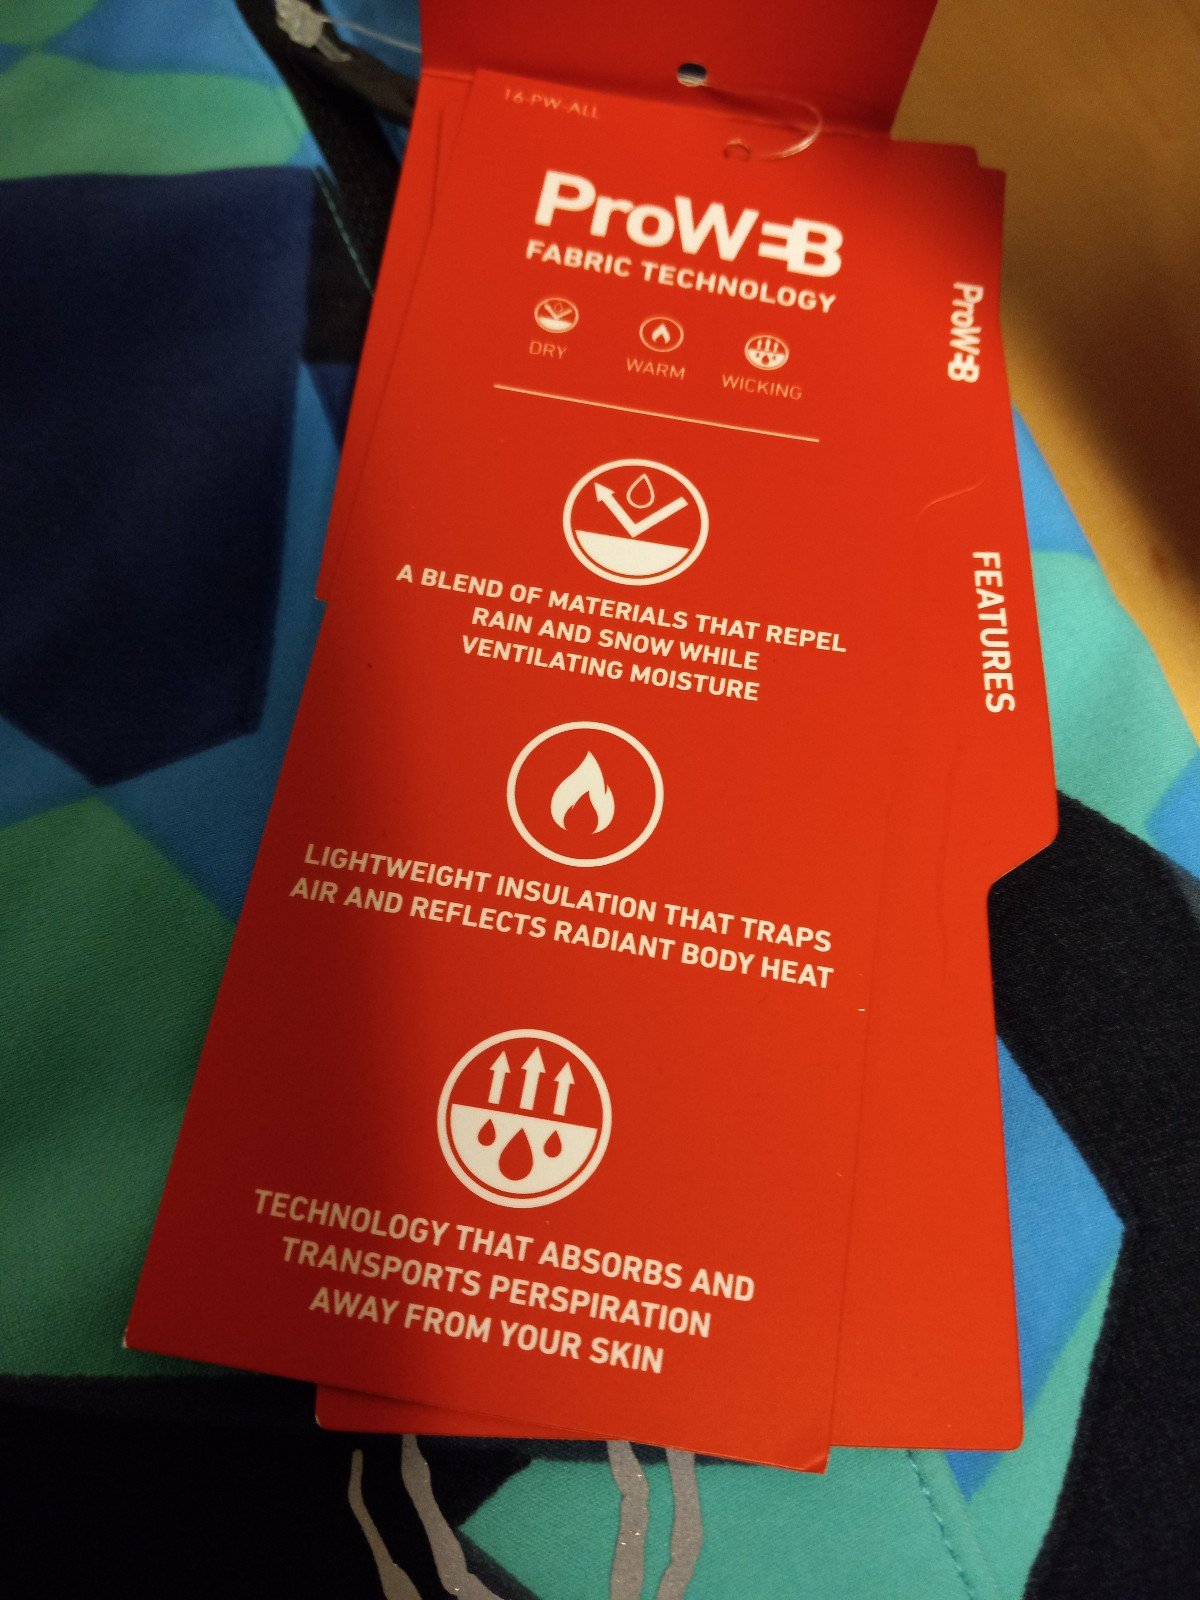 16-PW-ALL
ProWEB
FABRIC TECHNOLOGY
DRY
WARM
WICKING
A BLEND OF MATERIALS THAT REPEL
RAIN AND SNOW WHILE
VENTILATING MOISTURE
LIGHTWEIGHT INSULATION THAT TRAPS
AIR AND REFLECTS RADIANT BODY HEAT
TECHNOLOGY THAT ABSORBS AND
TRANSPORTS PERSPIRATION
AWAY FROM YOUR SKIN
ProWEB
FEATURES